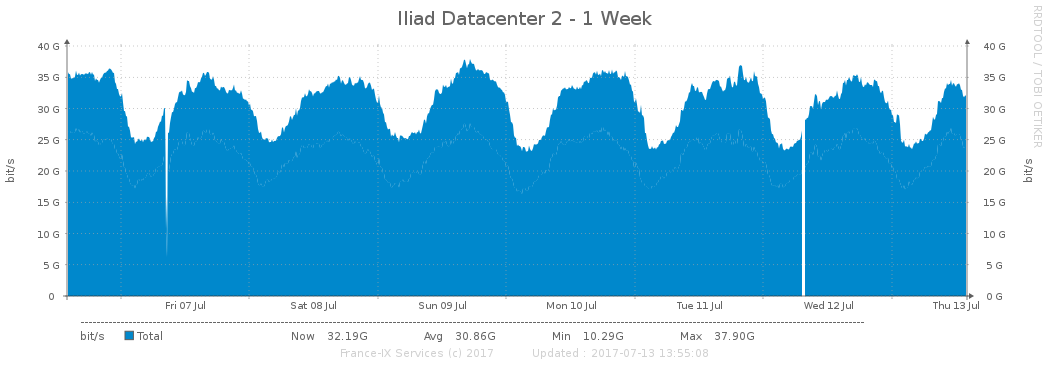 Iliad Datacenter 2 - 1 Week
RRDTOOL / TOBI OETIKER
40 G 40 G
35 G 35 G
30 G 30 G
25 G 25 G
20 G 20 G
15 G 15 G
10 G 10 G
5 G 5 G
0 0 G
bit/s bit/s
Fri 07 Jul Sat 08 Jul Sun 09 Jul Mon 10 Jul Tue 11 Jul Wed 12 Jul Thu 13 Jul
bit/s Total Now 32.19G Avg 30.86G Min 10.29G Max 37.90G
France-IX Services (c) 2017 Updated : 2017-07-13 13:55:08